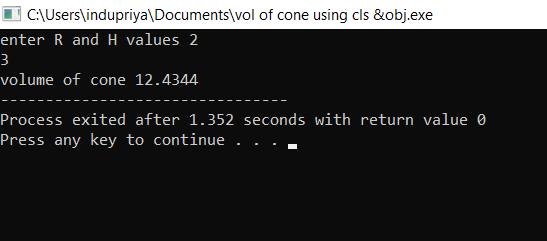 C:\Users\indupriya\Documents\vol of cone using cls &obj.exe
enter R and H values 2
3
volume of cone 12.4344
--------------------------------
Process exited after 1.352 seconds with return value 0
Press any key to continue . . .